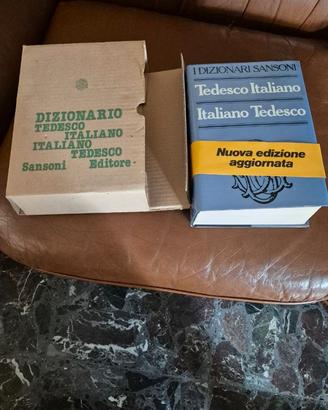 DIZIONARIO
TEDESCO
ITALIANO
ITALIANO
TEDESCO
Sansoni Editore
I DIZIONARI SANSONI
Tedesco Italiano
Italiano Tedesco
Nuova edizione
aggiornata